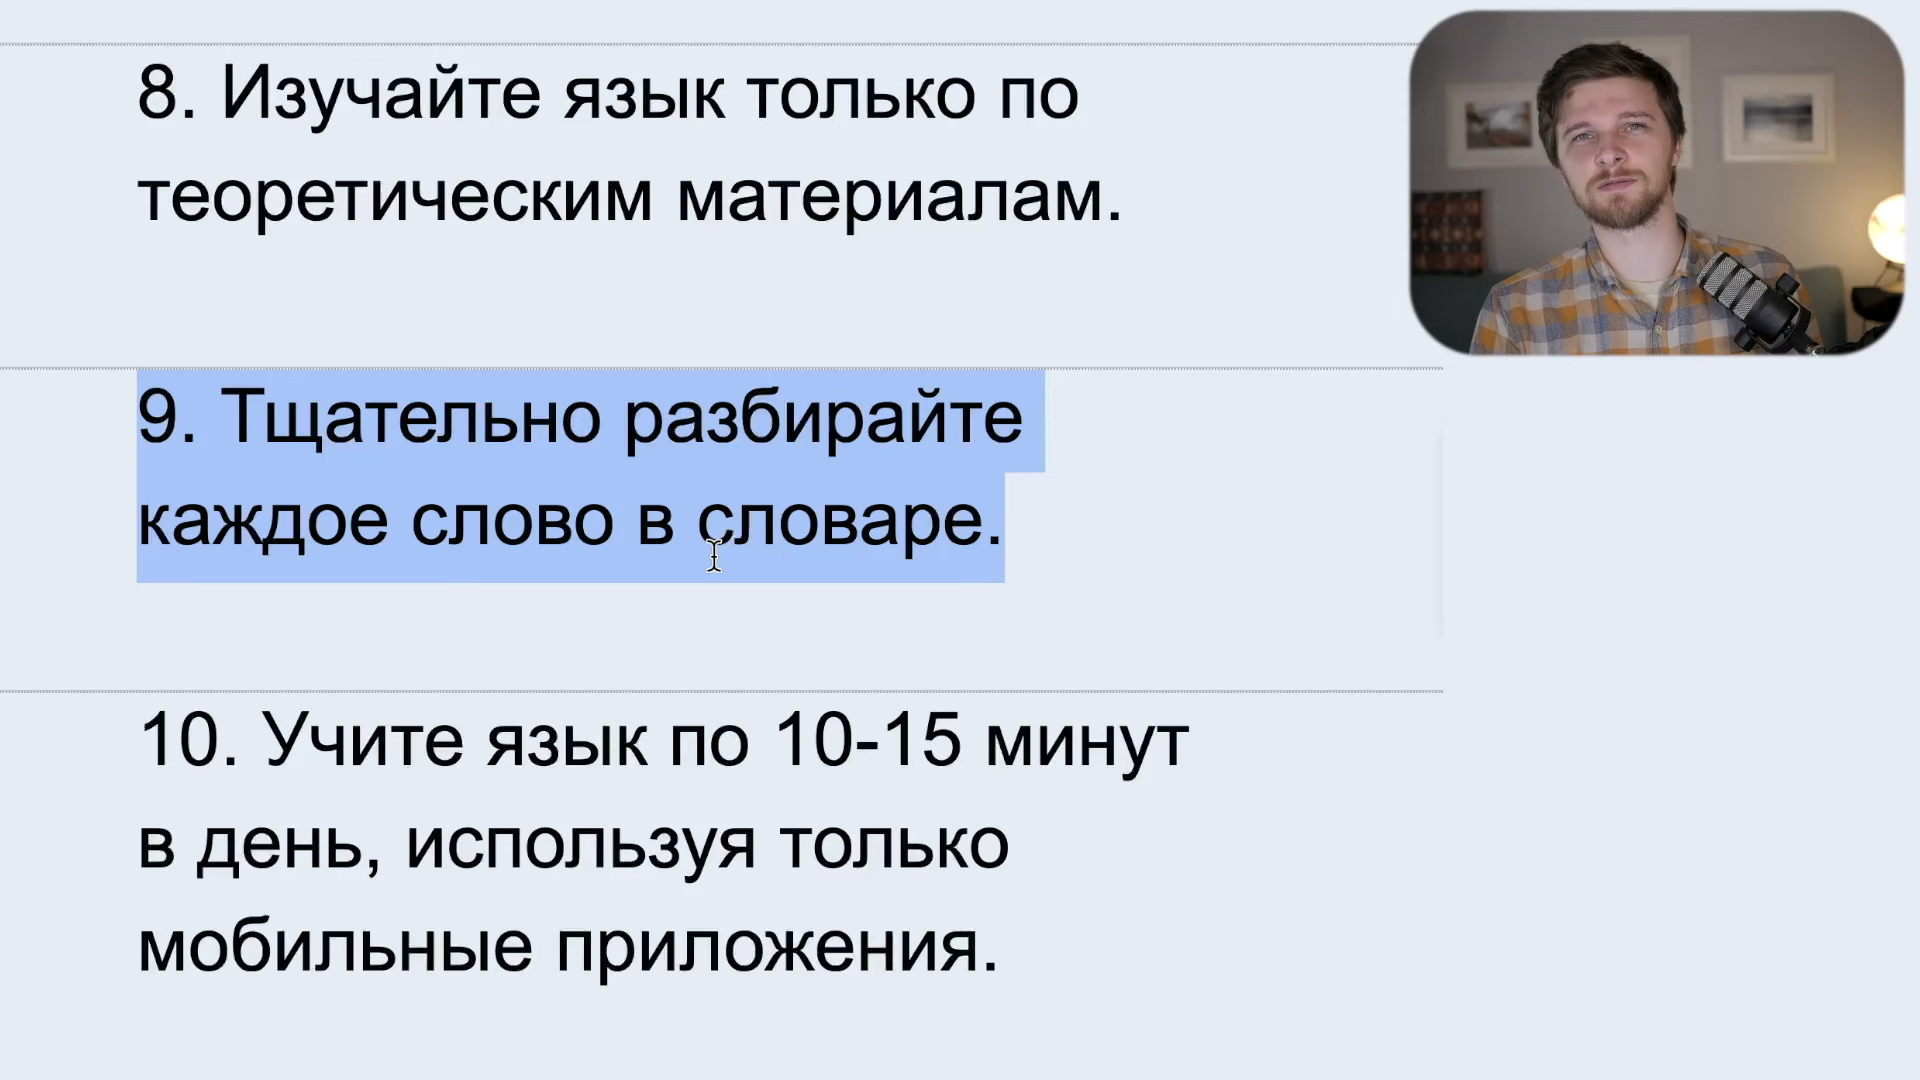 8. Изучайте язык только по
теоретическим материалам.
9. Тщательно разбирайте
каждое слово в словаре.
10. Учите язык по 10-15 минут
в день, используя только
мобильные приложения.